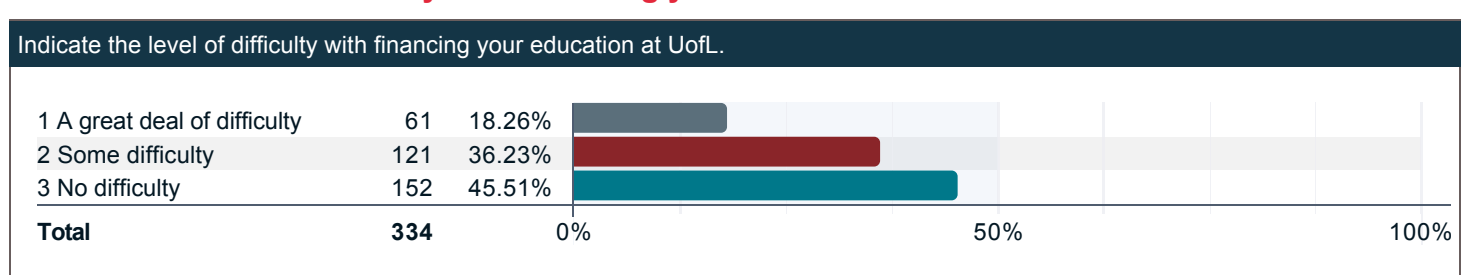 Indicate the level of difficulty with financing your education at UofL.
1 A great deal of difficulty 61 18.26%
2 Some difficulty 121 36.23%
3 No difficulty 152 45.51%
Total 334 0% 50% 100%